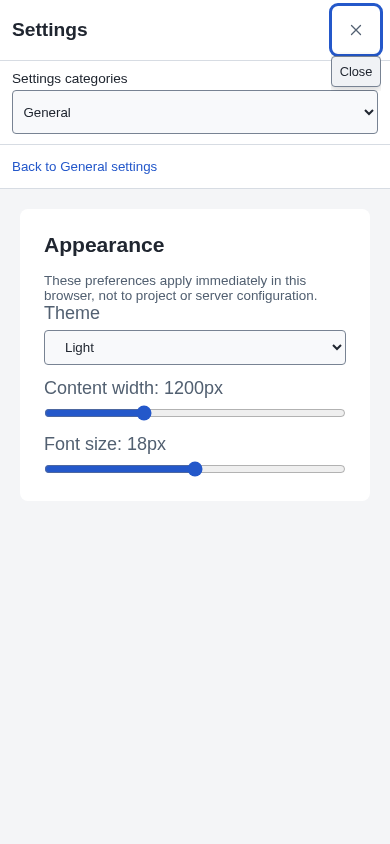 Settings
Close
Settings categories
General
Back to General settings
Appearance
These preferences apply immediately in this
browser, not to project or server configuration.
Theme
Light
Content width: 1200px
Font size: 18px